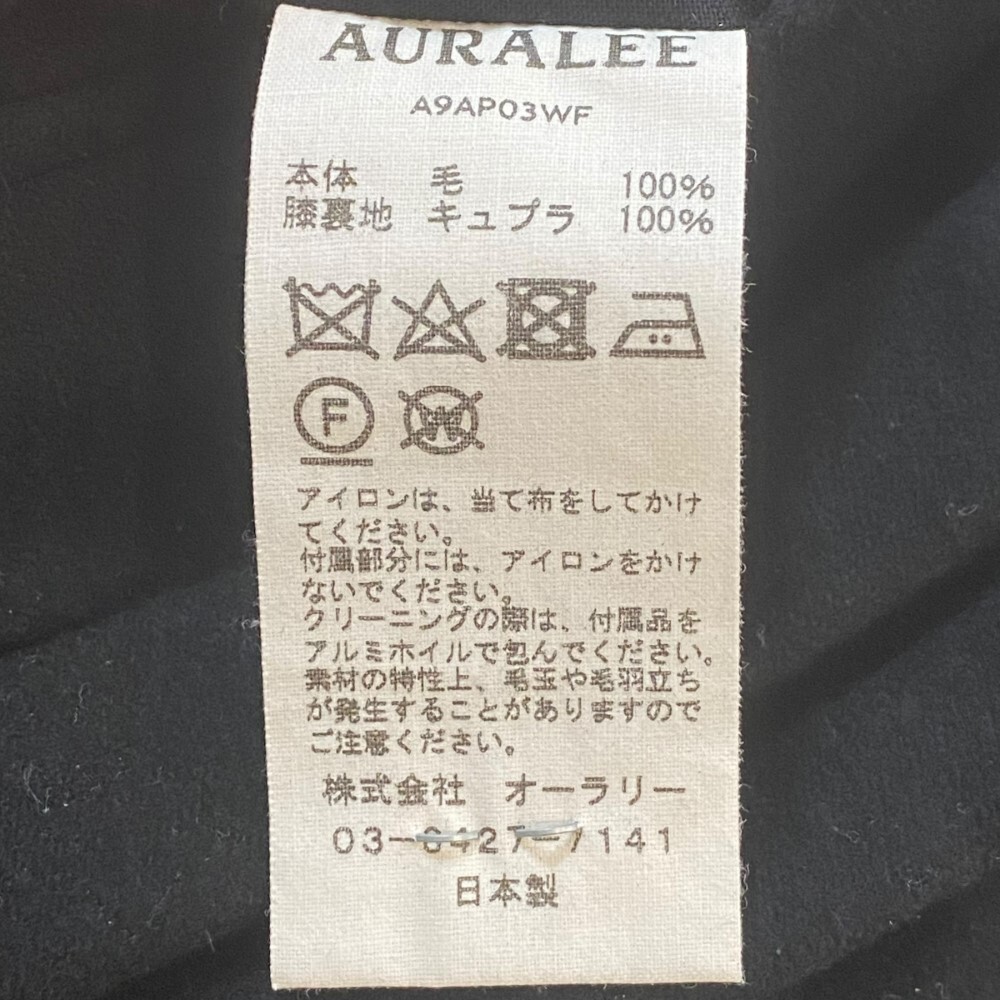 AURALEE
A9AP03WF
本体 毛 100%
膝裏地 キュプラ 100%
F
W
アイロンは、当て布をしてかけ
てください。
付属部分には、アイロンをかけ
ないでください。
クリーニングの際は、付属品を
アルミホイルで包んでください。
素材の特性上、毛玉や毛羽立ち
が発生することがありますので
ご注意ください。
株式会社 オーラリー
03-6427-7141
日本製